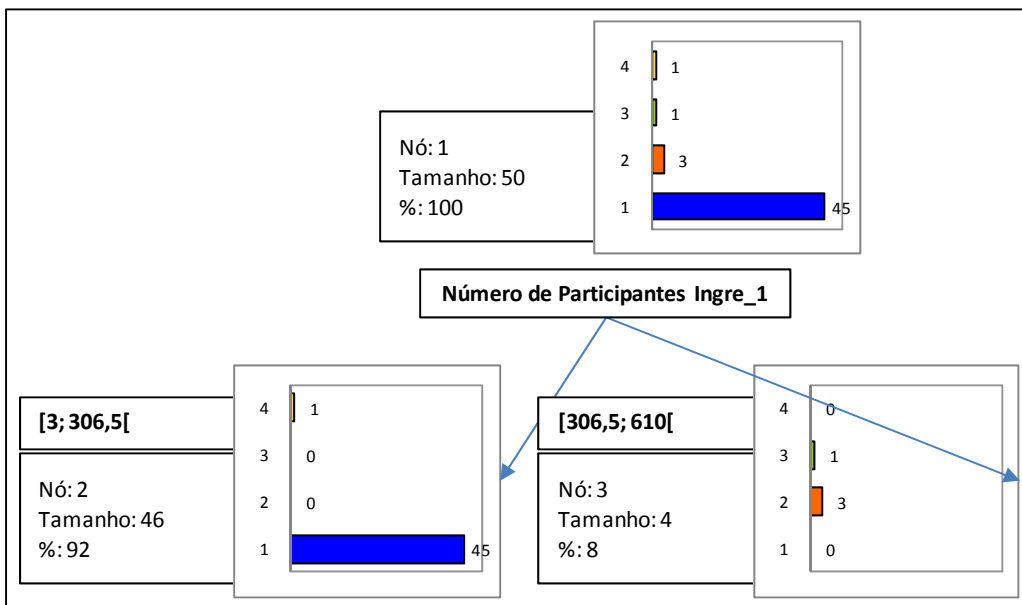 4 1
3 1
2 3
1 45
Nó: 1
Tamanho: 50
%: 100
Número de Participantes Ingre_1
[3; 306,5[
4 1
3 0
2 0
1 45
Nó: 2
Tamanho: 46
%: 92
[306,5; 610[
4 0
3 1
2 3
1 0
Nó: 3
Tamanho: 4
%: 8